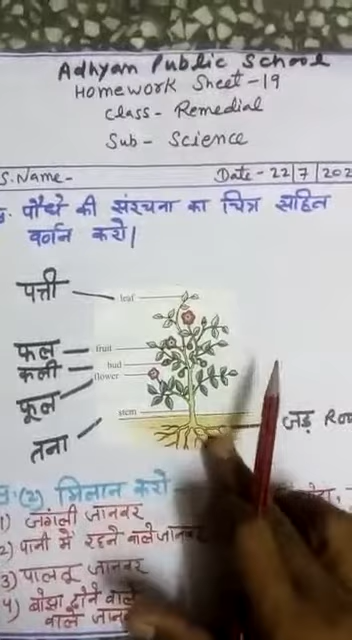 Adhyan Public School
Homework Sheet-19
Class- Remedial
Sub- Science
S.Name-
Date- 22/7/202
पौधे की संरचना का चित्र सहित
वर्णन करो।
पत्ती
leaf
फल
fruit
कली
bud
फूल
flower
तना
stem
जड़
(2) मिलान करो
1) जंगली जानवर
2) पानी में रहने वाले जानवर
3) पालतू जानवर
4) बोझा ढोने वाले
वाले